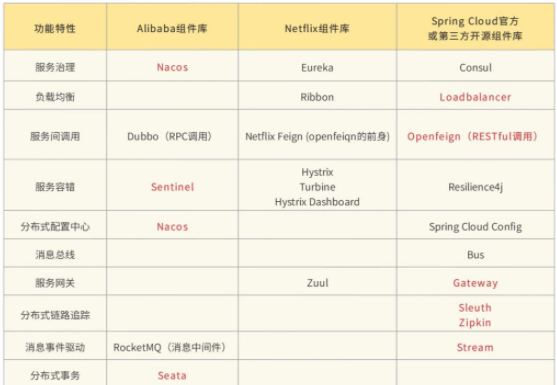 功能特性 Alibaba组件库 Netflix组件库 Spring Cloud官方
或第三方开源组件库
服务治理 Nacos Eureka Consul
负载均衡 Ribbon Loadbalancer
服务间调用 Dubbo（RPC调用） Netflix Feign (openfeiqn的前身) Openfeign（RESTful调用）
服务容错 Sentinel Hystrix
Turbine
Hystrix Dashboard Resilience4j
分布式配置中心 Nacos Spring Cloud Config
消息总线 Bus
服务网关 Zuul Gateway
分布式链路追踪 Sleuth
Zipkin
消息事件驱动 RocketMQ（消息中间件） Stream
分布式事务 Seata